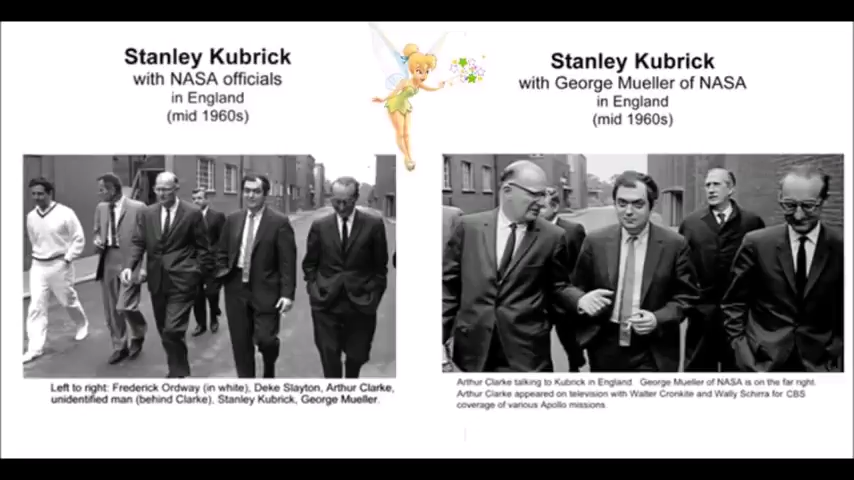 Stanley Kubrick
with NASA officials
in England
(mid 1960s)
Left to right: Frederick Ordway (in white), Deke Slayton, Arthur Clarke,
unidentified man (behind Clarke), Stanley Kubrick, George Mueller.
Stanley Kubrick
with George Mueller of NASA
in England
(mid 1960s)
Arthur Clarke talking to Kubrick in England. George Mueller of NASA is on the far right.
Arthur Clarke appeared on television with Walter Cronkite and Wally Schirra for CBS
coverage of various Apollo missions.